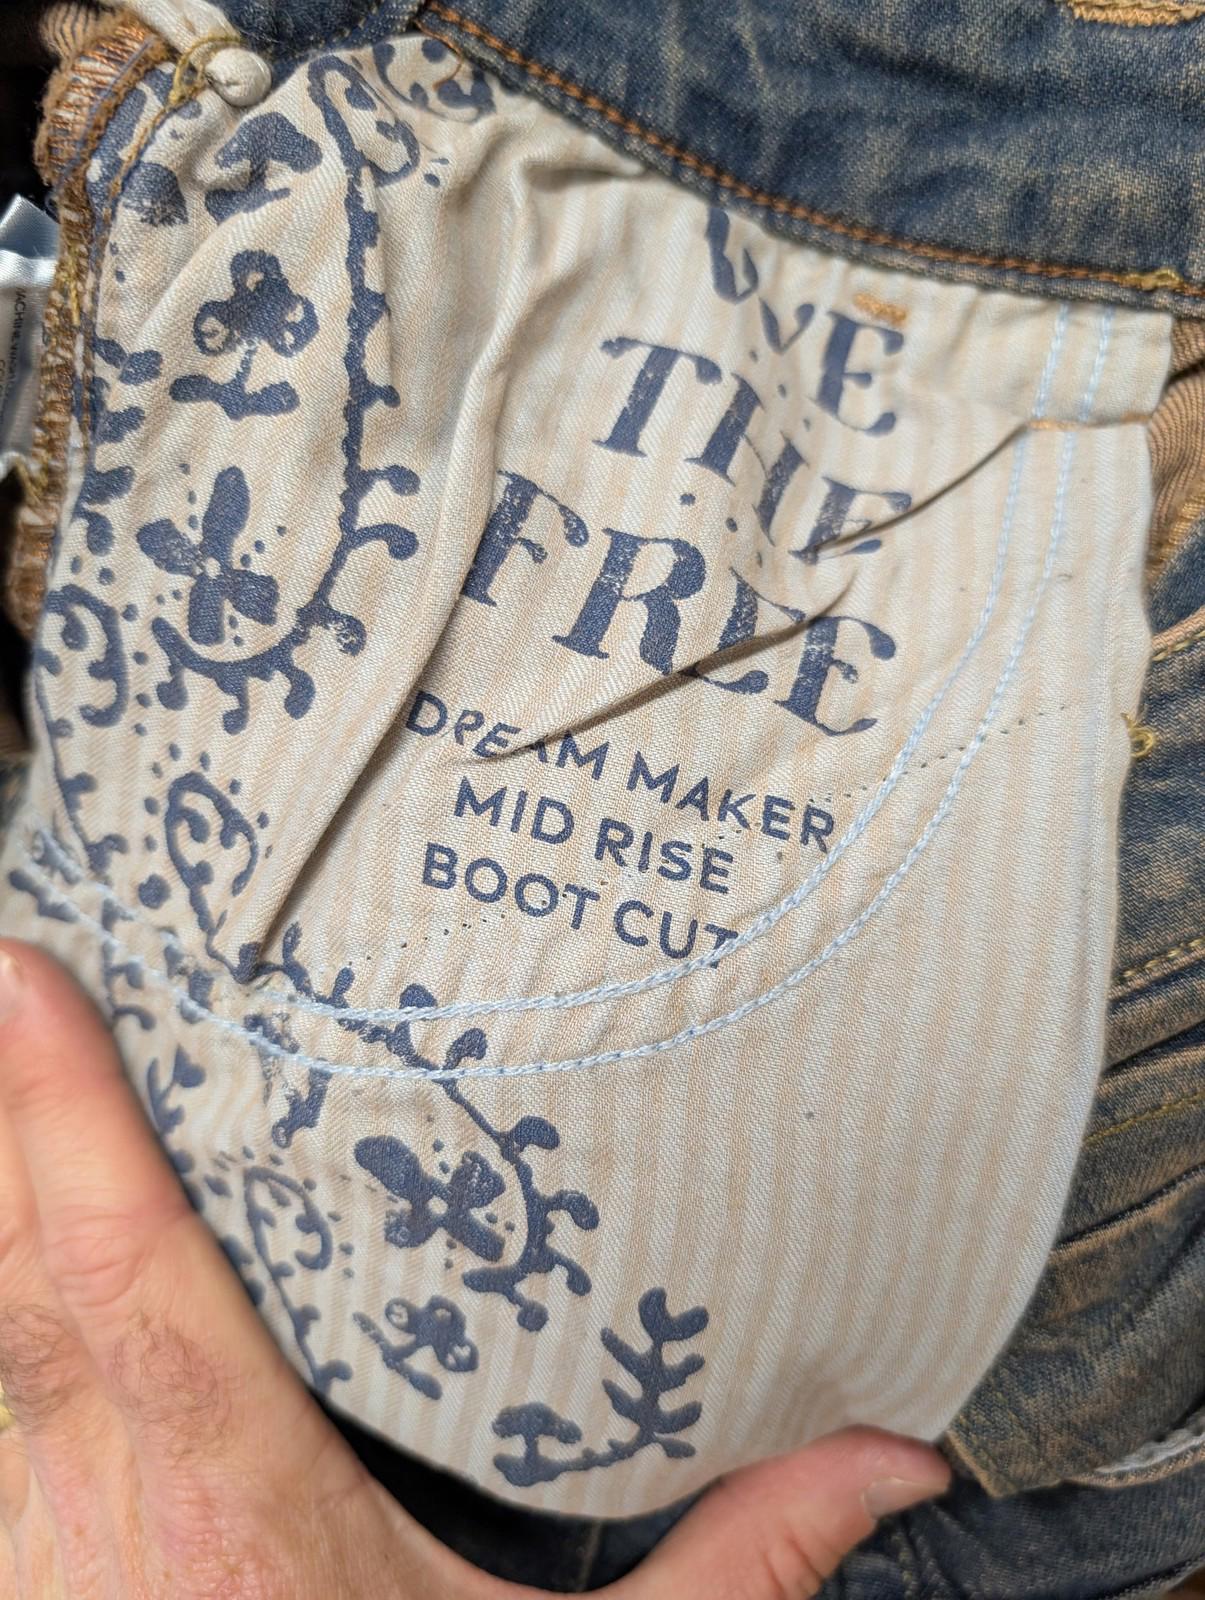 WE
THE
FREE
DREAM MAKER
MID RISE
BOOT CUT